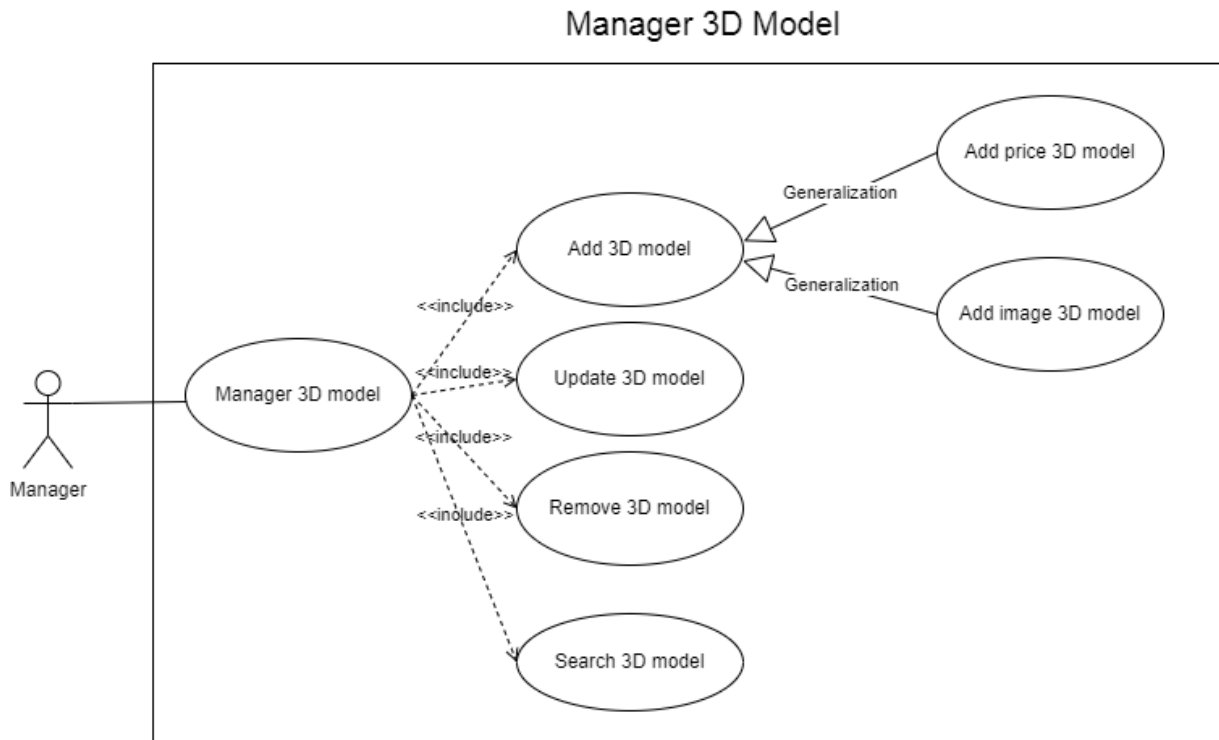 Manager 3D Model
Add price 3D model
Generalization
Add 3D model
Generalization
Add image 3D model
<<include>>
<<include>>
Update 3D model
Manager 3D model
<<include>>
Manager
Remove 3D model
<<include>>
Search 3D model